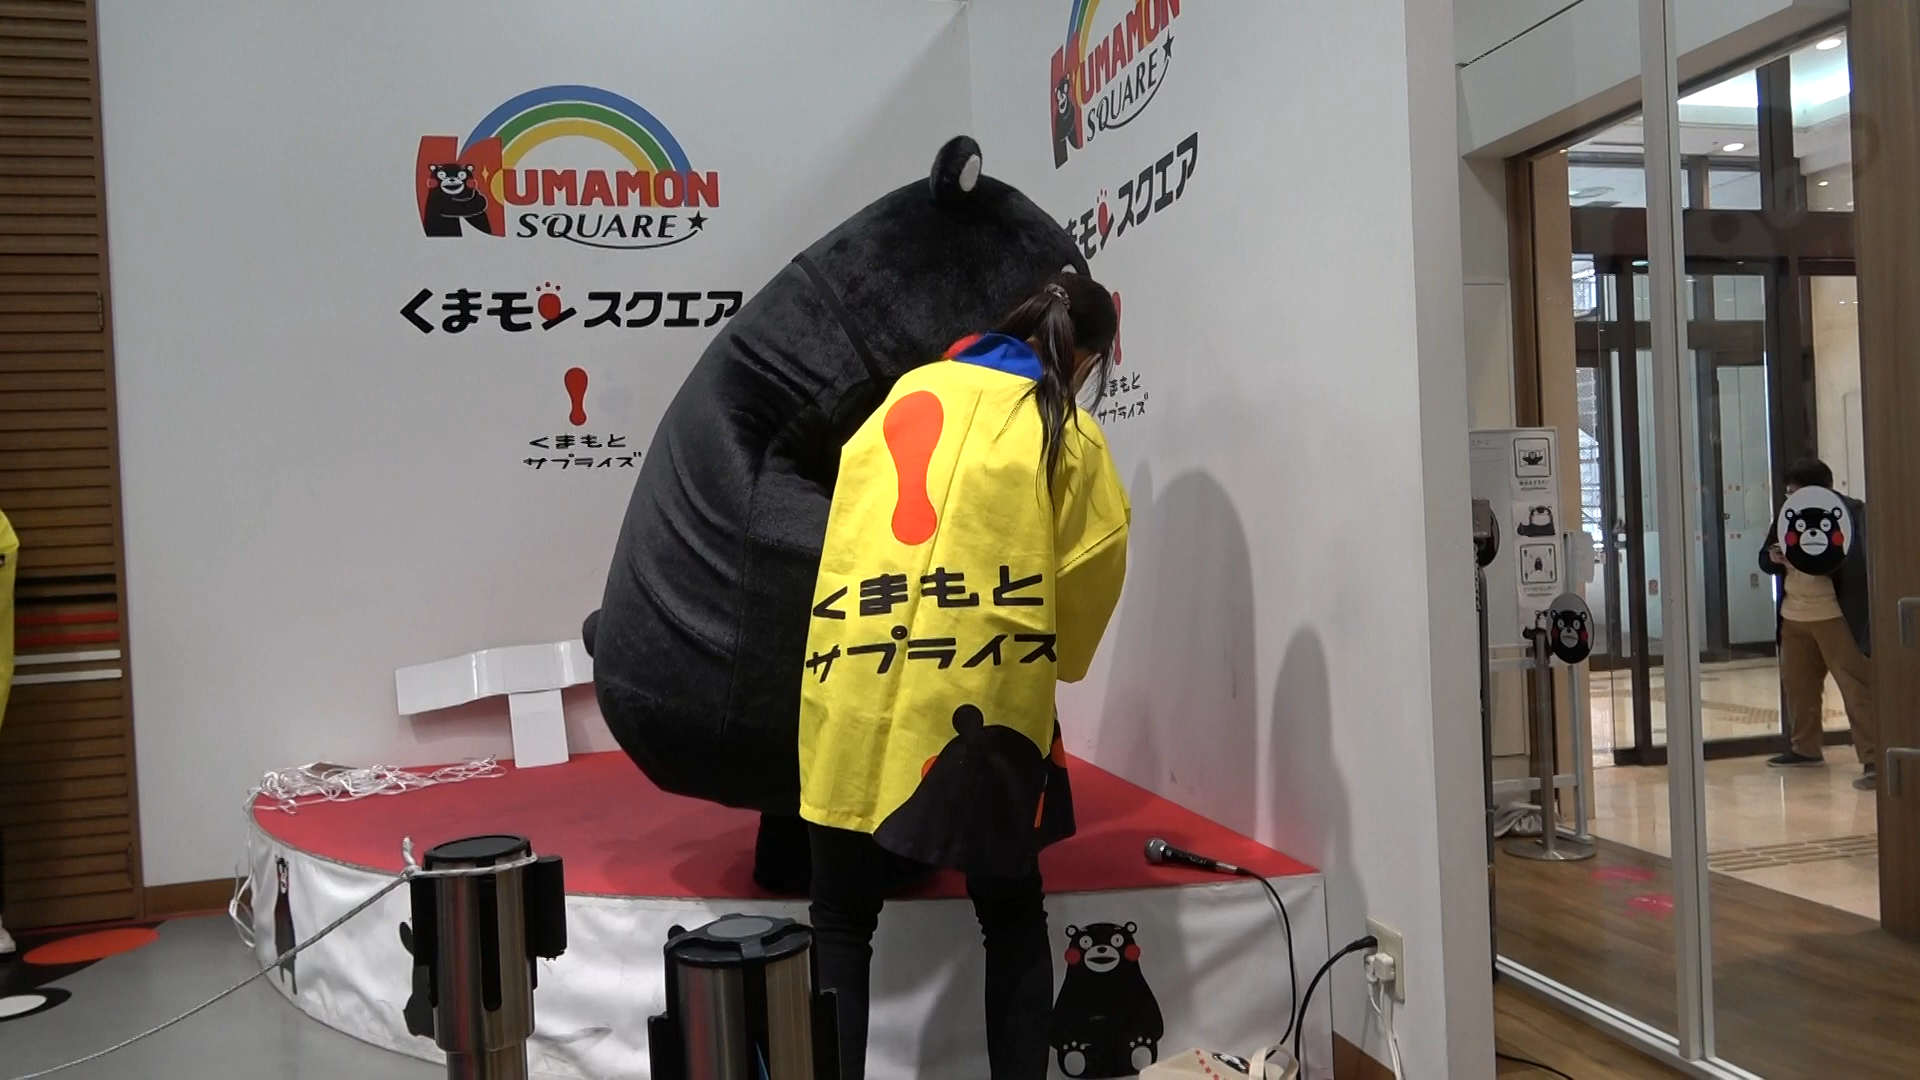 KUMAMON
SQUARE
くまモンスクエア
くまもと
サプライズ
KUMAMON
SQUARE
まモンスクエア
くまもと
サプライズ
くまもと
サプライズ